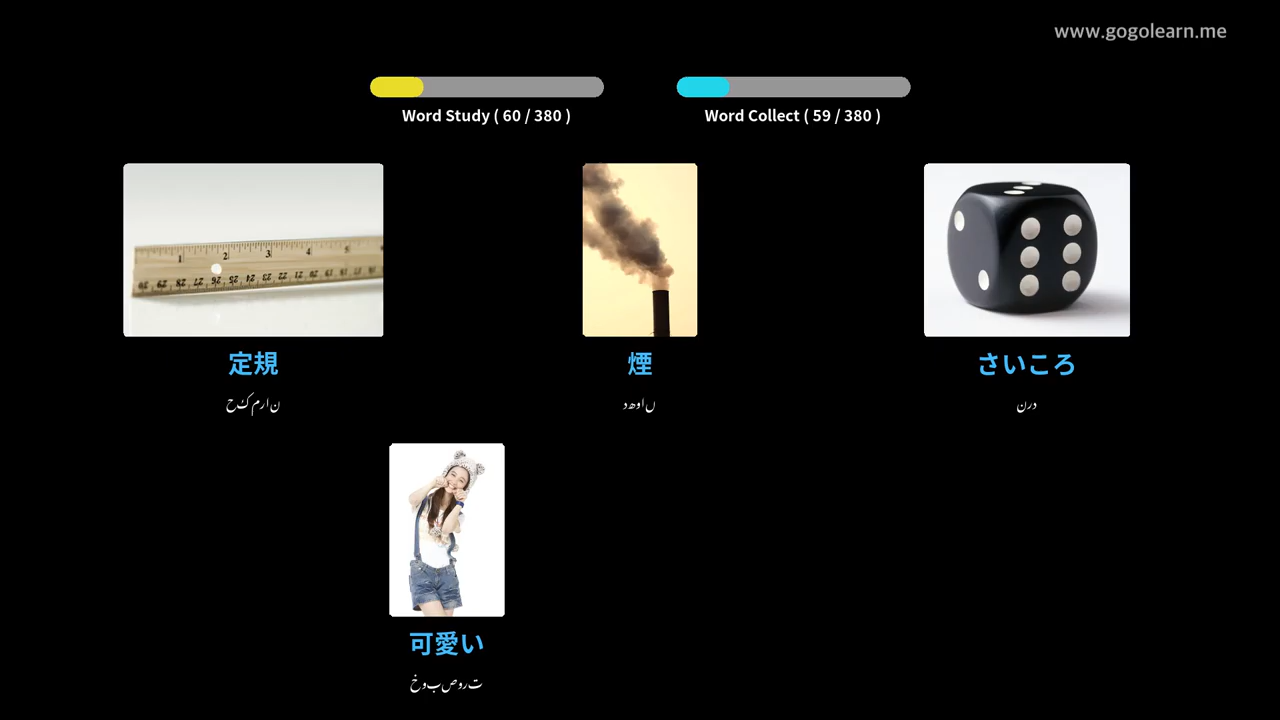 www.gogolearn.me
Word Study ( 60 / 380 )
Word Collect ( 59 / 380 )
定規
煙
さいころ
حکمران
دھواں
نرد
可愛い
خوبصورت